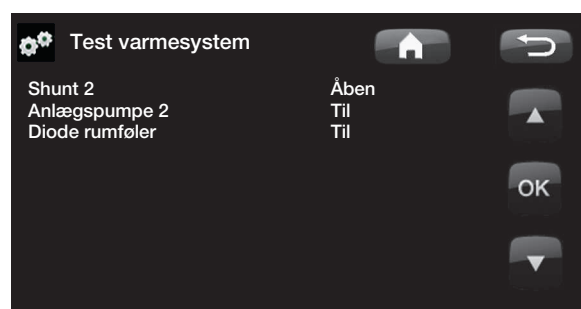 Test varmesystem
Shunt 2 Åben
Anlægspumpe 2 Til
Diode rumføler Til
OK